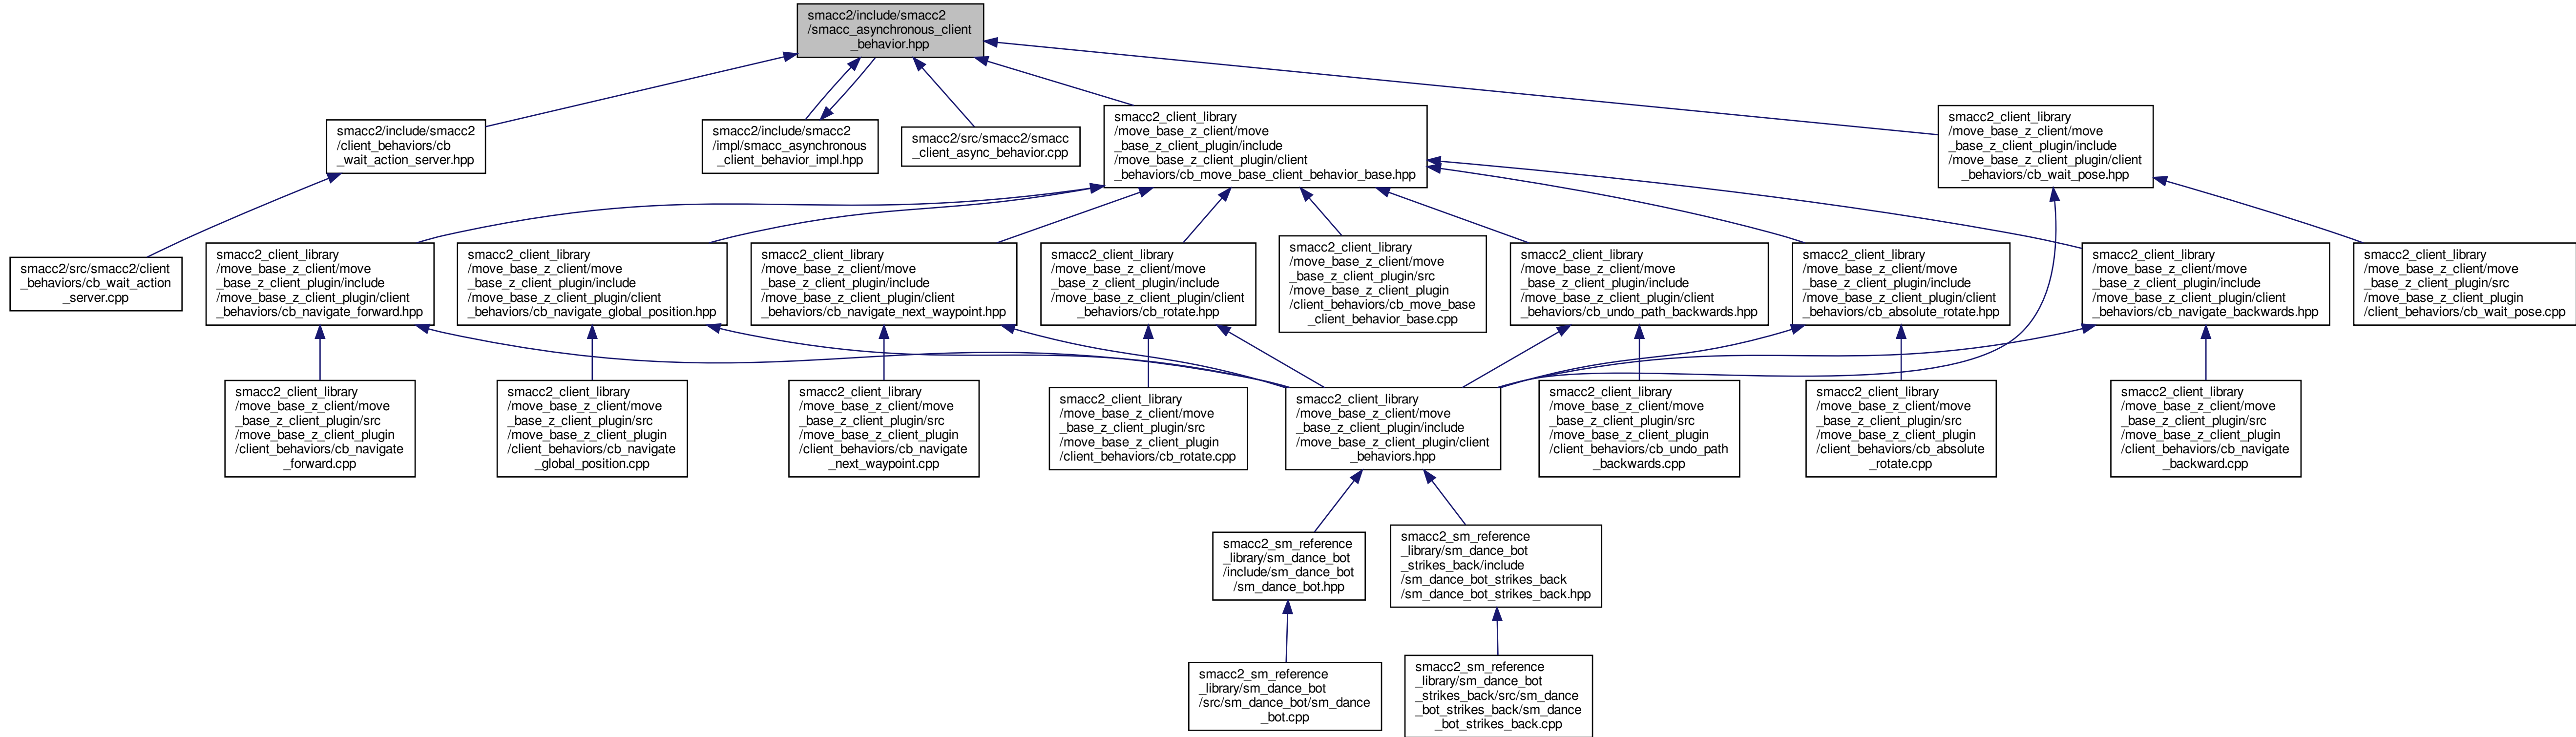 smacc2/include/smacc2
/smacc_asynchronous_client
_behavior.hpp
smacc2/include/smacc2
/client_behaviors/cb
_wait_action_server.hpp
smacc2/include/smacc2
/impl/smacc_asynchronous
_client_behavior_impl.hpp
smacc2/src/smacc2/smacc
_client_async_behavior.cpp
smacc2_client_library
/move_base_z_client/move
_base_z_client_plugin/include
/move_base_z_client_plugin/client
_behaviors/cb_move_base_client_behavior_base.hpp
smacc2_client_library
/move_base_z_client/move
_base_z_client_plugin/include
/move_base_z_client_plugin/client
_behaviors/cb_wait_pose.hpp
smacc2/src/smacc2/client
_behaviors/cb_wait_action
_server.cpp
smacc2_client_library
/move_base_z_client/move
_base_z_client_plugin/include
/move_base_z_client_plugin/client
_behaviors/cb_navigate_forward.hpp
smacc2_client_library
/move_base_z_client/move
_base_z_client_plugin/include
/move_base_z_client_plugin/client
_behaviors/cb_navigate_global_position.hpp
smacc2_client_library
/move_base_z_client/move
_base_z_client_plugin/include
/move_base_z_client_plugin/client
_behaviors/cb_navigate_next_waypoint.hpp
smacc2_client_library
/move_base_z_client/move
_base_z_client_plugin/include
/move_base_z_client_plugin/client
_behaviors/cb_rotate.hpp
smacc2_client_library
/move_base_z_client/move
_base_z_client_plugin/src
/move_base_z_client_plugin
/client_behaviors/cb_move_base
_client_behavior_base.cpp
smacc2_client_library
/move_base_z_client/move
_base_z_client_plugin/include
/move_base_z_client_plugin/client
_behaviors/cb_undo_path_backwards.hpp
smacc2_client_library
/move_base_z_client/move
_base_z_client_plugin/include
/move_base_z_client_plugin/client
_behaviors/cb_absolute_rotate.hpp
smacc2_client_library
/move_base_z_client/move
_base_z_client_plugin/include
/move_base_z_client_plugin/client
_behaviors/cb_navigate_backwards.hpp
smacc2_client_library
/move_base_z_client/move
_base_z_client_plugin/src
/move_base_z_client_plugin
/client_behaviors/cb_wait_pose.cpp
smacc2_client_library
/move_base_z_client/move
_base_z_client_plugin/src
/move_base_z_client_plugin
/client_behaviors/cb_navigate
_forward.cpp
smacc2_client_library
/move_base_z_client/move
_base_z_client_plugin/src
/move_base_z_client_plugin
/client_behaviors/cb_navigate
_global_position.cpp
smacc2_client_library
/move_base_z_client/move
_base_z_client_plugin/src
/move_base_z_client_plugin
/client_behaviors/cb_navigate
_next_waypoint.cpp
smacc2_client_library
/move_base_z_client/move
_base_z_client_plugin/src
/move_base_z_client_plugin
/client_behaviors/cb_rotate.cpp
smacc2_client_library
/move_base_z_client/move
_base_z_client_plugin/include
/move_base_z_client_plugin/client
_behaviors.hpp
smacc2_client_library
/move_base_z_client/move
_base_z_client_plugin/src
/move_base_z_client_plugin
/client_behaviors/cb_undo_path
_backwards.cpp
smacc2_client_library
/move_base_z_client/move
_base_z_client_plugin/src
/move_base_z_client_plugin
/client_behaviors/cb_absolute
_rotate.cpp
smacc2_client_library
/move_base_z_client/move
_base_z_client_plugin/src
/move_base_z_client_plugin
/client_behaviors/cb_navigate
_backward.cpp
smacc2_sm_reference
_library/sm_dance_bot
/include/sm_dance_bot
/sm_dance_bot.hpp
smacc2_sm_reference
_library/sm_dance_bot
_strikes_back/include
/sm_dance_bot_strikes_back
/sm_dance_bot_strikes_back.hpp
smacc2_sm_reference
_library/sm_dance_bot
/src/sm_dance_bot/sm_dance
_bot.cpp
smacc2_sm_reference
_library/sm_dance_bot
_strikes_back/src/sm_dance
_bot_strikes_back/sm_dance
_bot_strikes_back.cpp